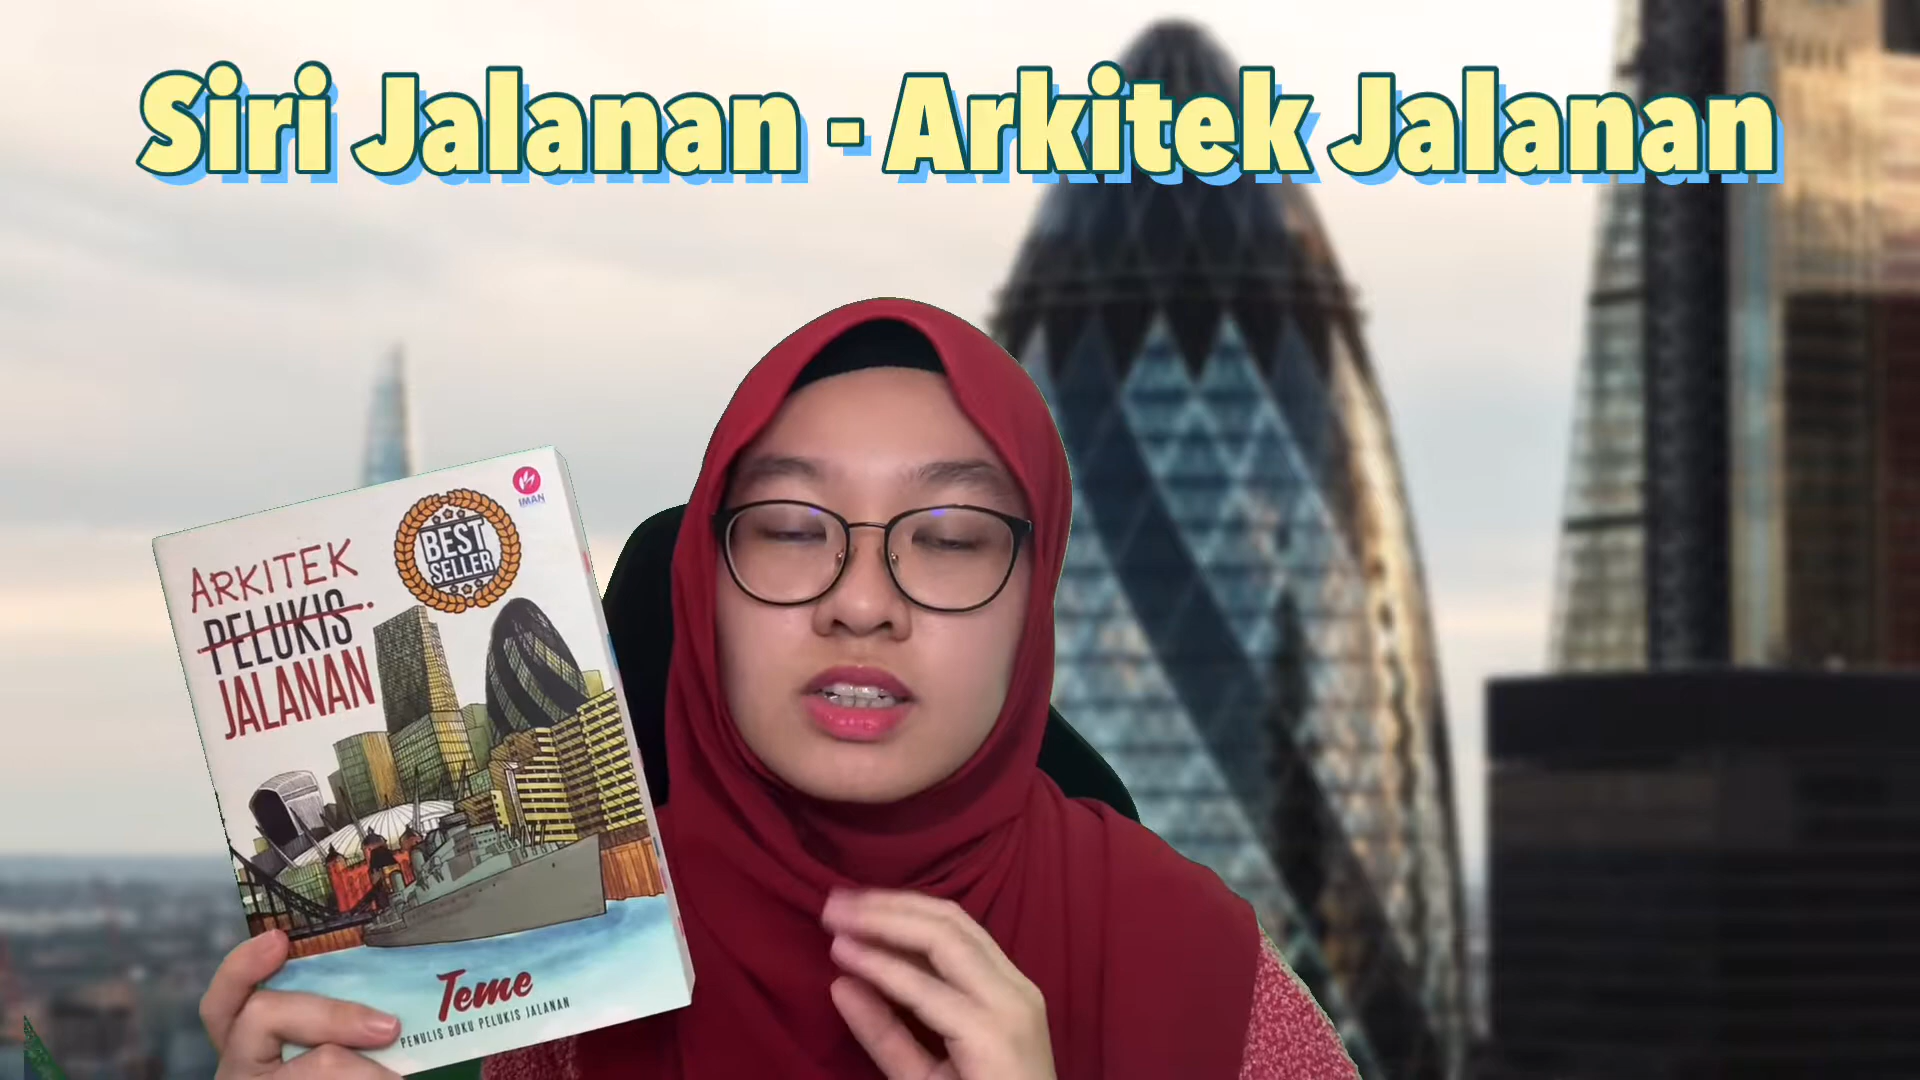 Siri Jalanan - Arkitek Jalanan
IMAN
BEST
SELLER
ARKITEK
PELUKIS
JALANAN
Teme
PENULIS BUKU PELUKIS JALANAN